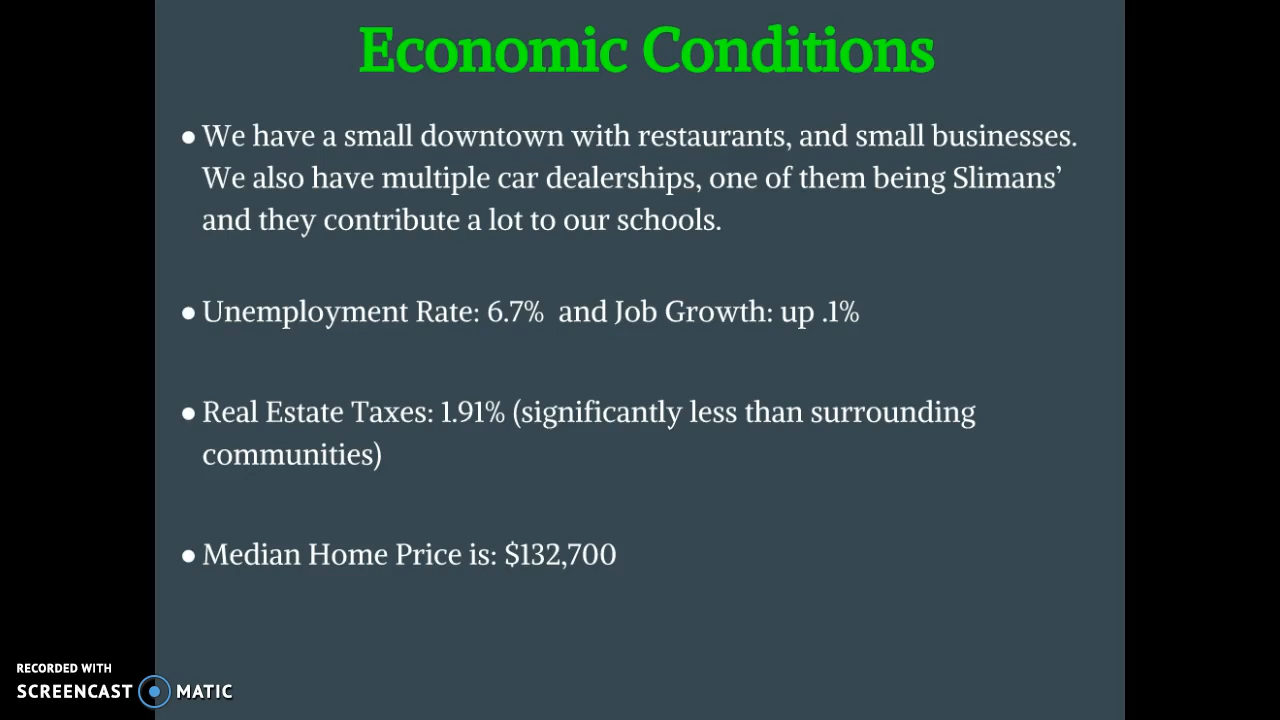 Economic Conditions
● We have a small downtown with restaurants, and small businesses.
We also have multiple car dealerships, one of them being Slimans’
and they contribute a lot to our schools.
● Unemployment Rate: 6.7%  and Job Growth: up .1%
● Real Estate Taxes: 1.91% (significantly less than surrounding
communities)
● Median Home Price is: $132,700
RECORDED WITH
SCREENCAST MATIC